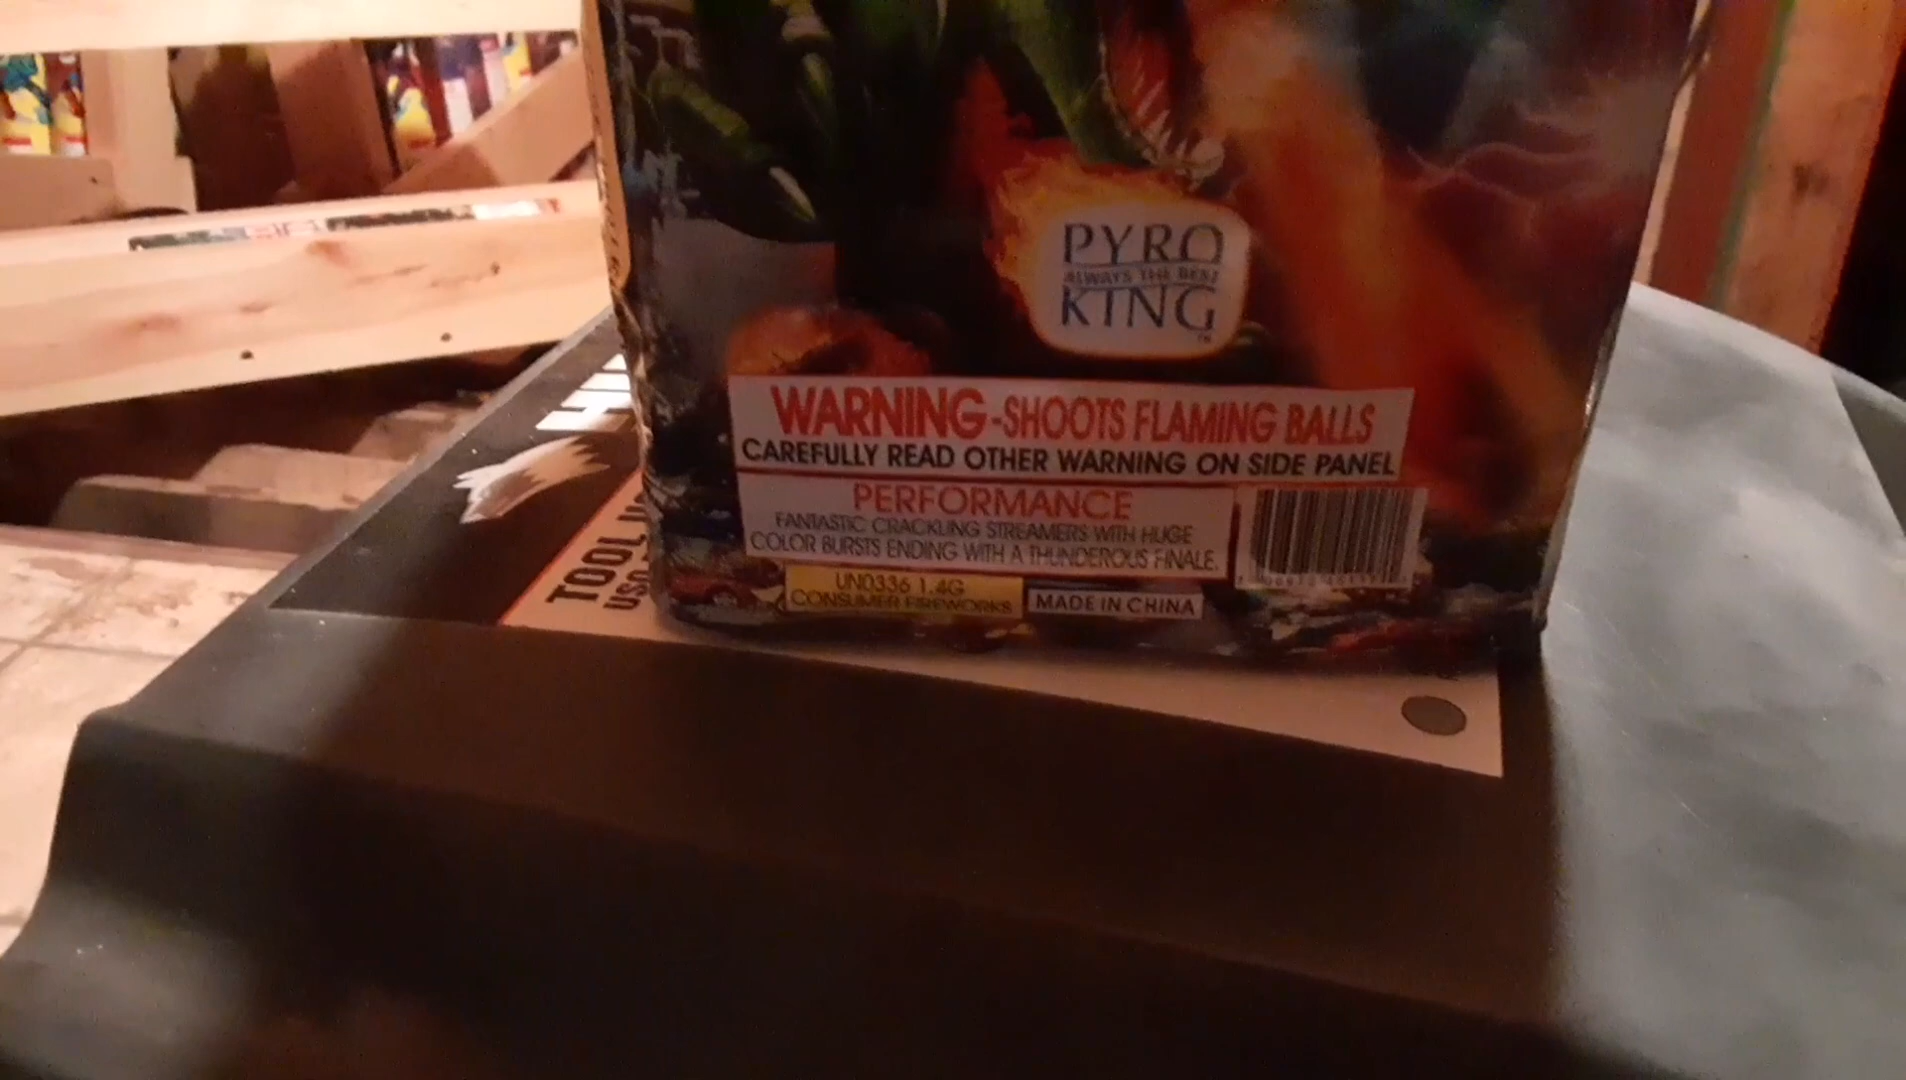 PYRO
ALWAYS THE BEST
KING
TM
WARNING-SHOOTS FLAMING BALLS
CAREFULLY READ OTHER WARNING ON SIDE PANEL
PERFORMANCE
FANTASTIC CRACKLING STREAMERS WITH HUGE
COLOR BURSTS ENDING WITH A THUNDEROUS FINALE.
UN0336 1.4G
CONSUMER FIREWORKS
MADE IN CHINA
TOOL